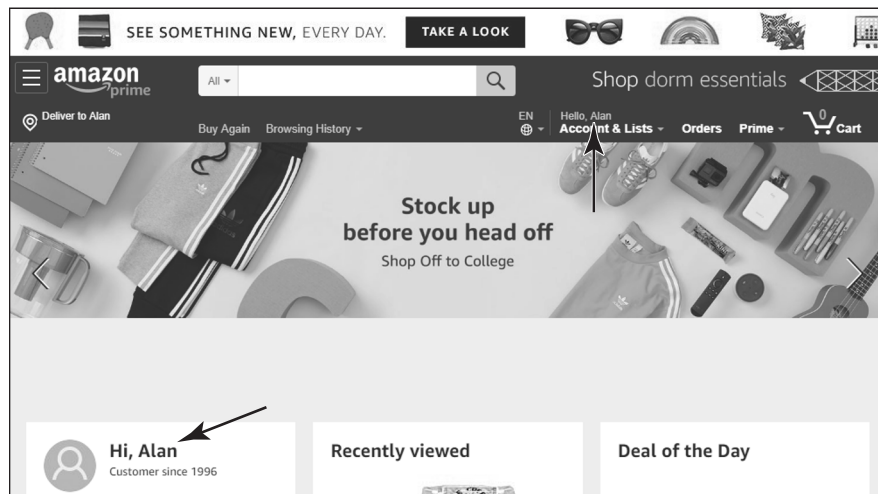 SEE SOMETHING NEW, EVERY DAY. TAKE A LOOK
amazon
prime
All
Shop dorm essentials
Deliver to Alan
Buy Again Browsing History
EN
Hello, Alan
Account & Lists Orders Prime
0
Cart
Stock up
before you head off
Shop Off to College
Hi, Alan
Customer since 1996
Recently viewed
Deal of the Day